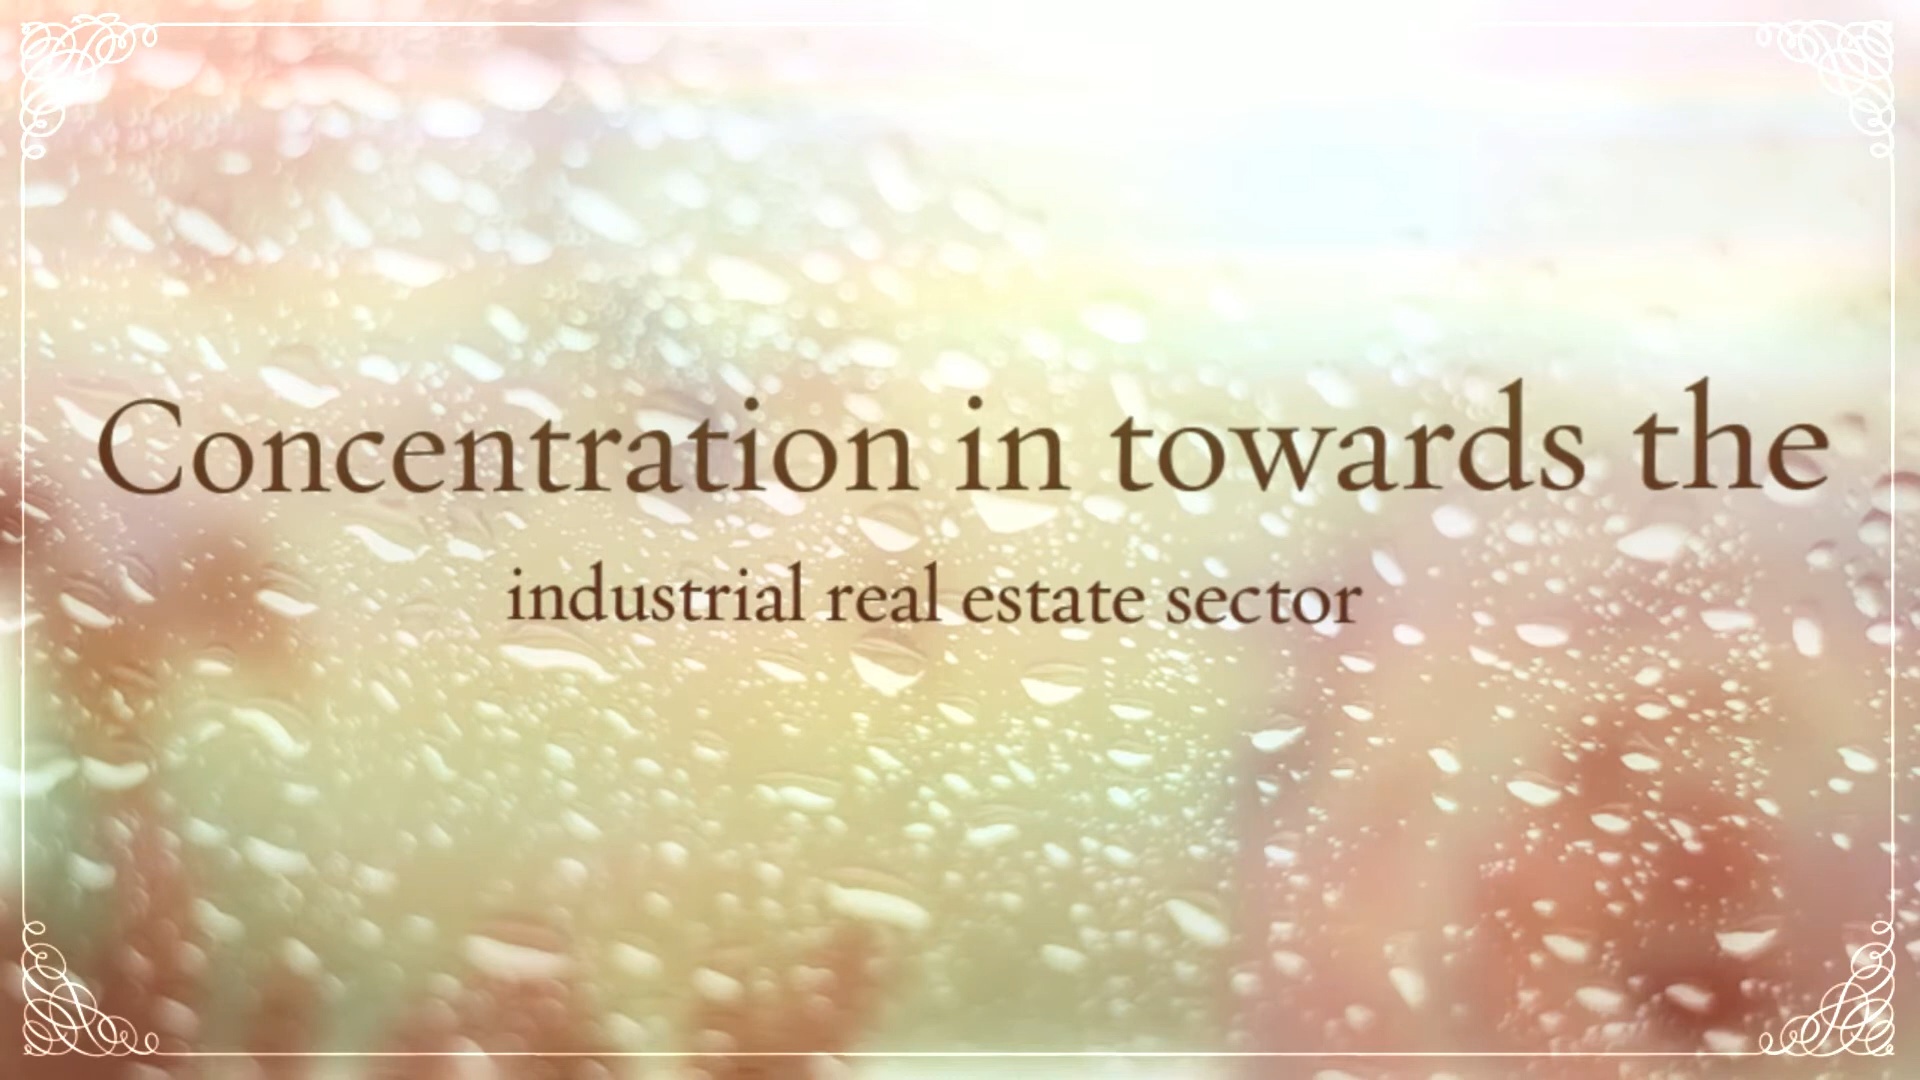 Concentration in towards the
industrial real estate sector